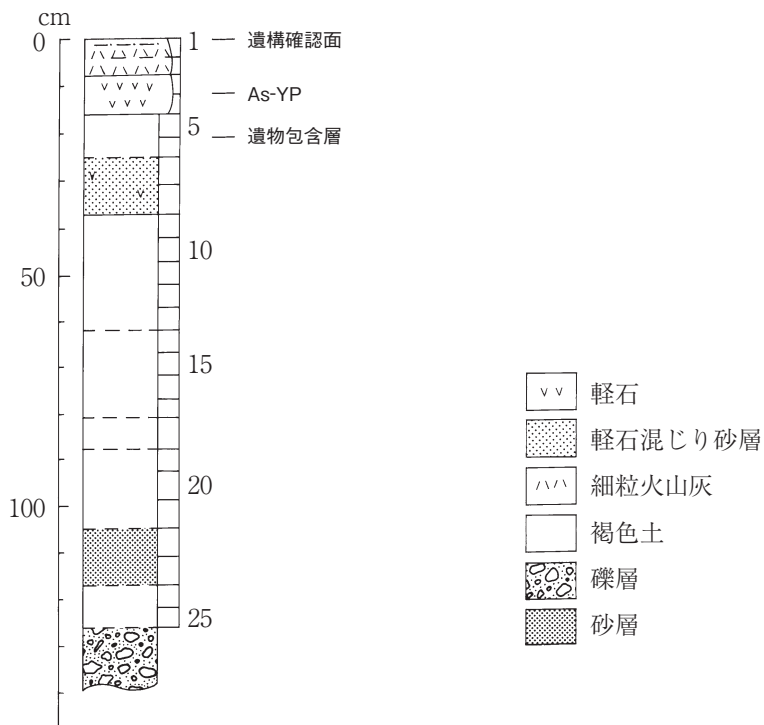 cm
0
1 遺構確認面
As-YP
5 遺物包含層
10
50
15
20
100
25
軽石
軽石混じり砂層
細粒火山灰
褐色土
礫層
砂層